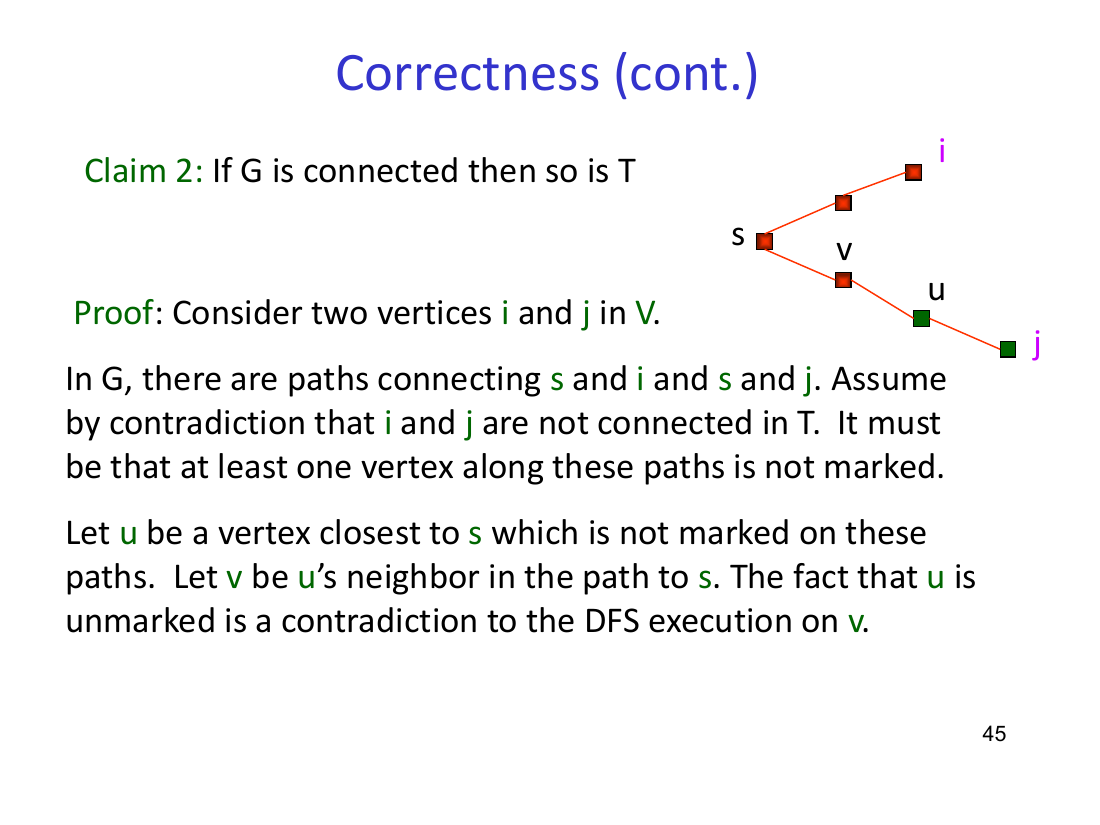 Correctness (cont.)
Claim 2: If G is connected then so is T
i
s
v
u
j
Proof: Consider two vertices i and j in V.
In G, there are paths connecting s and i and s and j. Assume
by contradiction that i and j are not connected in T. It must
be that at least one vertex along these paths is not marked.
Let u be a vertex closest to s which is not marked on these
paths. Let v be u’s neighbor in the path to s. The fact that u is
unmarked is a contradiction to the DFS execution on v.
45